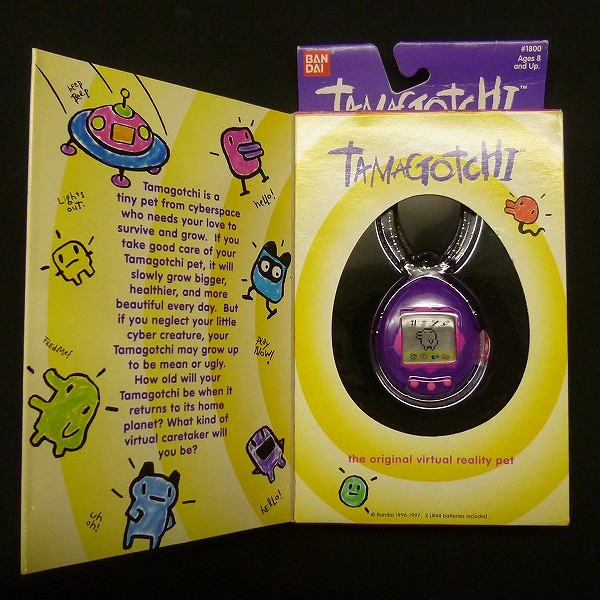 beep
beep
Lights
out!
hello!
Tamagotchi is a
tiny pet from cyberspace
who needs your love to
survive and grow. If you
take good care of your
Tamagotchi pet, it will
slowly grow bigger,
healthier, and more
beautiful every day. But
if you neglect your little
cyber creature, your
Tamagotchi may grow up
to be mean or ugly.
How old will your
Tamagotchi be when it
returns to its home
planet? What kind of
virtual caretaker will
you be?
Feed Me!
Play
Now!
uh
oh!
HELLO!
BAN
DAI
#1800
Ages 8
and Up.
TAMAGOTCHI™
TAMAGOTCHI™
the original virtual reality pet
© Bandai 1996-1997 2 LR44 batteries included